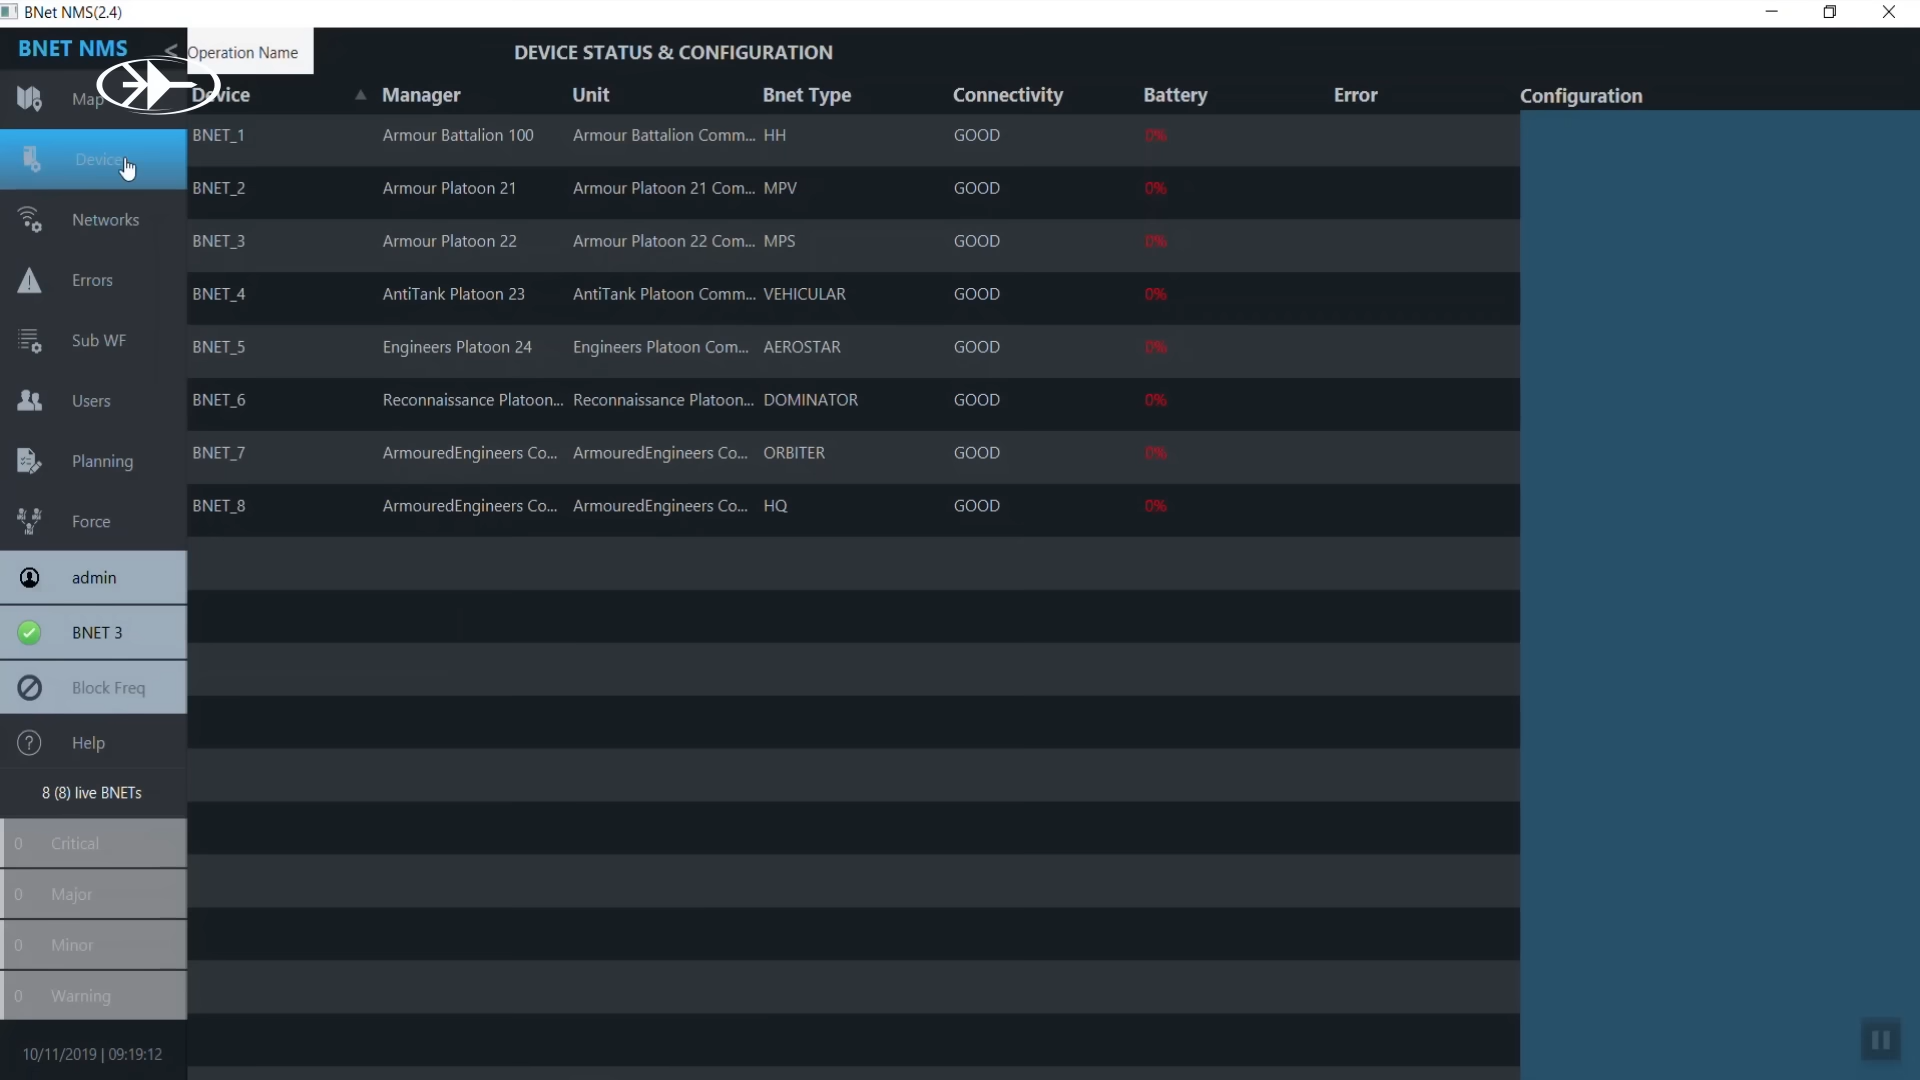 BNet NMS(2.4)
BNET NMS <
Operation Name
DEVICE STATUS & CONFIGURATION
Map
Device
Networks
Errors
Sub WF
Users
Planning
Force
admin
BNET 3
Block Freq
? Help
8 (8) live BNETs
0 Critical
0 Major
0 Minor
0 Warning
10/11/2019 | 09:19:12
Device Manager Unit Bnet Type Connectivity Battery Error Configuration
BNET_1 Armour Battalion 100 Armour Battalion Comm... HH GOOD 0%
BNET_2 Armour Platoon 21 Armour Platoon 21 Com... MPV GOOD 0%
BNET_3 Armour Platoon 22 Armour Platoon 22 Com... MPS GOOD 0%
BNET_4 AntiTank Platoon 23 AntiTank Platoon Comm... VEHICULAR GOOD 0%
BNET_5 Engineers Platoon 24 Engineers Platoon Com... AEROSTAR GOOD 0%
BNET_6 Reconnaissance Platoon... Reconnaissance Platoon... DOMINATOR GOOD 0%
BNET_7 ArmouredEngineers Co... ArmouredEngineers Co... ORBITER GOOD 0%
BNET_8 ArmouredEngineers Co... ArmouredEngineers Co... HQ GOOD 0%